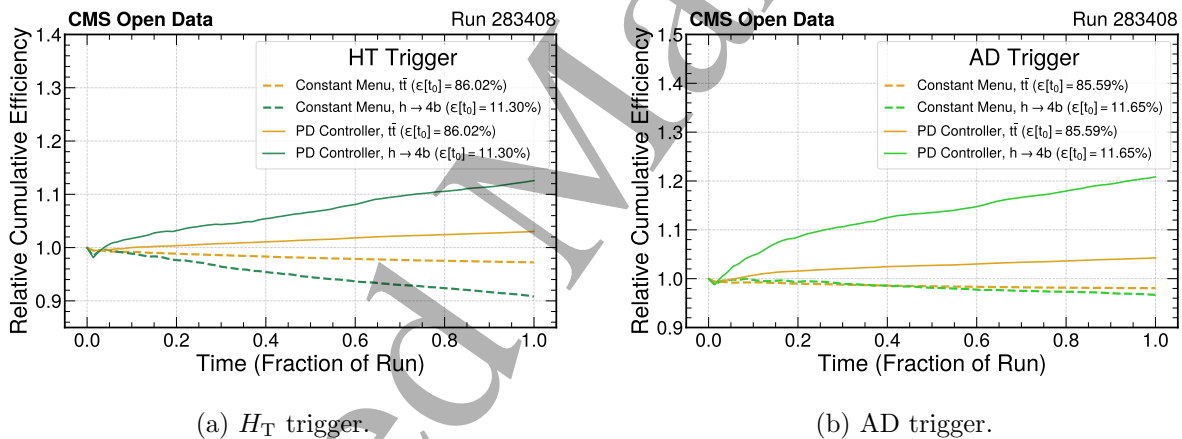 CMS Open Data Run 283408
HT Trigger
Constant Menu, tt̄ (ε[t₀] = 86.02%)
Constant Menu, h → 4b (ε[t₀] = 11.30%)
PD Controller, tt̄ (ε[t₀] = 86.02%)
PD Controller, h → 4b (ε[t₀] = 11.30%)
Relative Cumulative Efficiency
1.4
1.3
1.2
1.1
1.0
0.9
0.0 0.2 0.4 0.6 0.8 1.0
Time (Fraction of Run)
(a) H_T trigger.
CMS Open Data Run 283408
AD Trigger
Constant Menu, tt̄ (ε[t₀] = 85.59%)
Constant Menu, h → 4b (ε[t₀] = 11.65%)
PD Controller, tt̄ (ε[t₀] = 85.59%)
PD Controller, h → 4b (ε[t₀] = 11.65%)
Relative Cumulative Efficiency
1.5
1.4
1.3
1.2
1.1
1.0
0.9
0.0 0.2 0.4 0.6 0.8 1.0
Time (Fraction of Run)
(b) AD trigger.
ed Ma